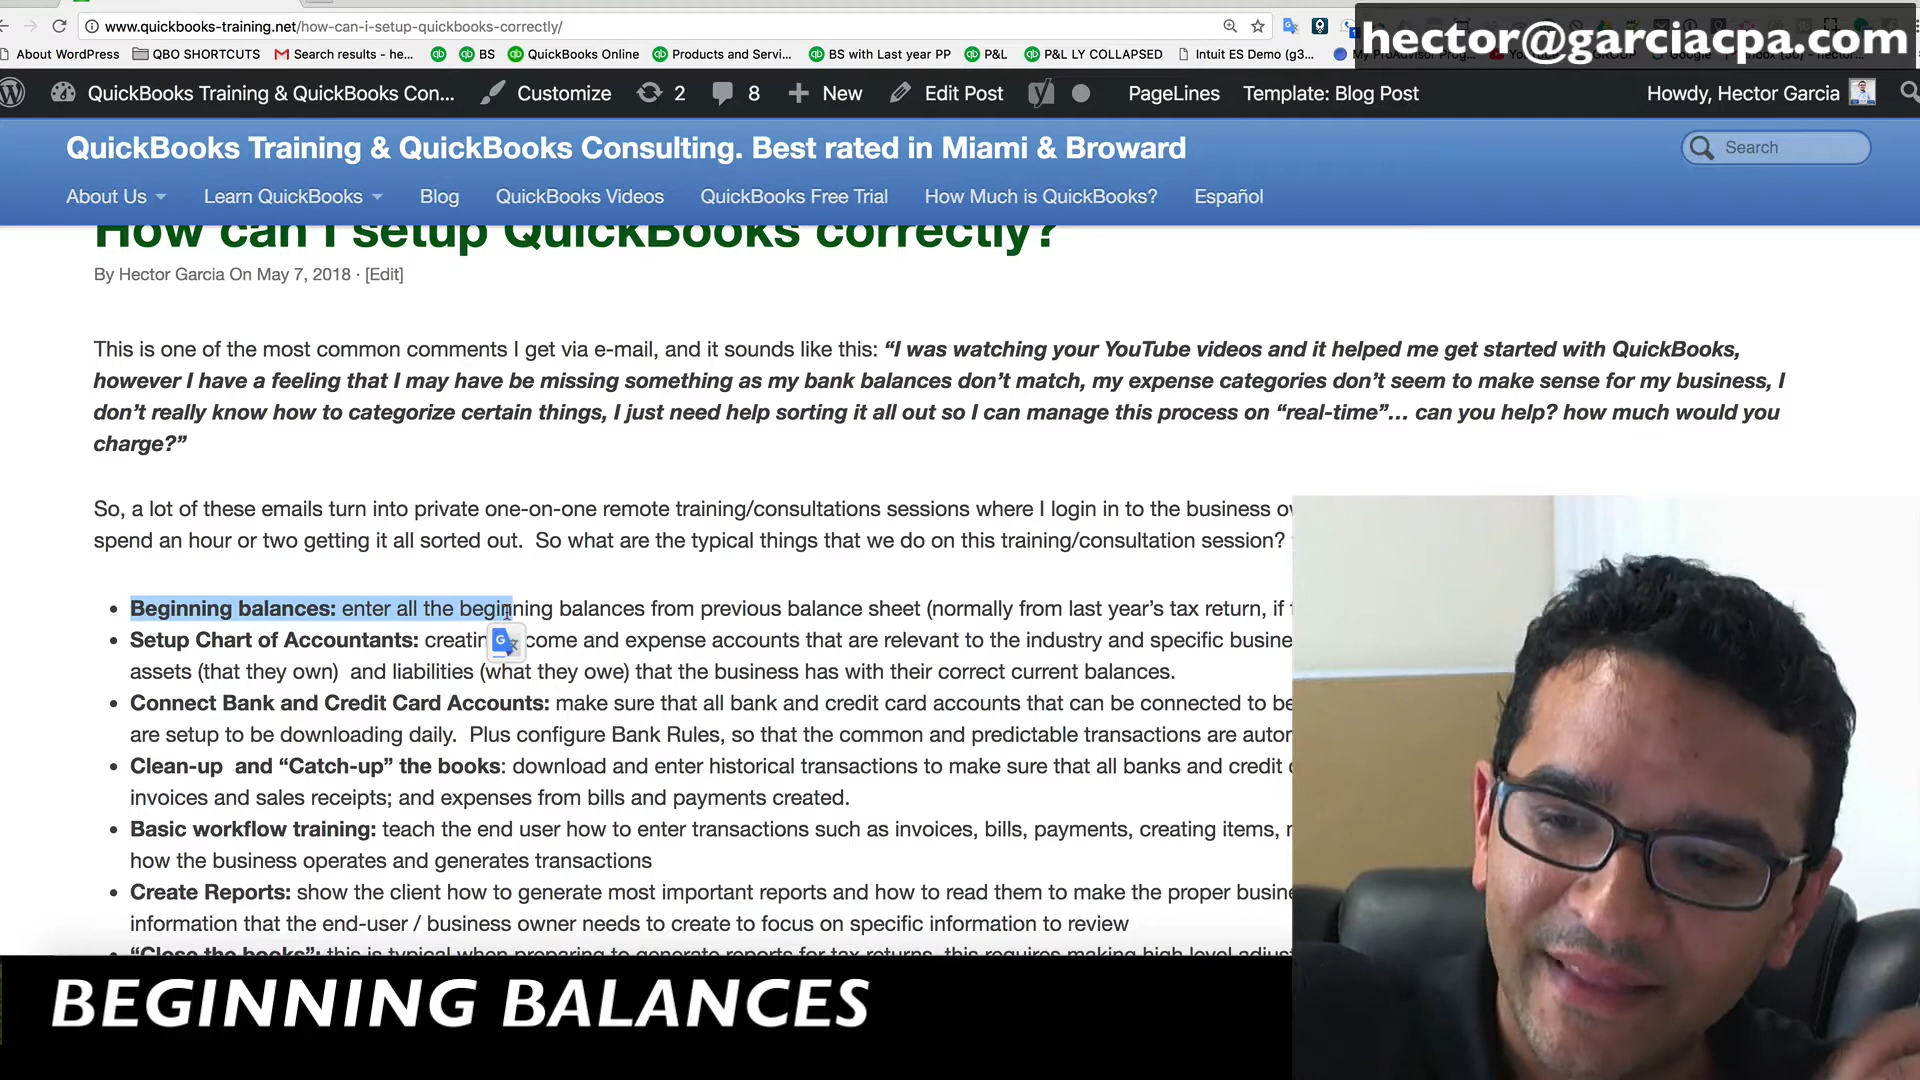 www.quickbooks-training.net/how-can-i-setup-quickbooks-correctly/
hector@garciacpa.com
About WordPress QBO SHORTCUTS Search results - he... BS QuickBooks Online Products and Servi... BS with Last year PP P&L P&L LY COLLAPSED Intuit ES Demo (g3...
QuickBooks Training & QuickBooks Con... Customize 2 8 New Edit Post PageLines Template: Blog Post Howdy, Hector Garcia
QuickBooks Training & QuickBooks Consulting. Best rated in Miami & Broward
Search
About Us Learn QuickBooks Blog QuickBooks Videos QuickBooks Free Trial How Much is QuickBooks? Español
How can I setup QuickBooks correctly?
By Hector Garcia On May 7, 2018 · [Edit]
This is one of the most common comments I get via e-mail, and it sounds like this: “I was watching your YouTube videos and it helped me get started with QuickBooks,
however I have a feeling that I may have be missing something as my bank balances don’t match, my expense categories don’t seem to make sense for my business, I
don’t really know how to categorize certain things, I just need help sorting it all out so I can manage this process on “real-time”... can you help? how much would you
charge?”
So, a lot of these emails turn into private one-on-one remote training/consultations sessions where I login in to the business
spend an hour or two getting it all sorted out. So what are the typical things that we do on this training/consultation session?
• Beginning balances: enter all the beginning balances from previous balance sheet (normally from last year’s tax return, if
• Setup Chart of Accountants: come and expense accounts that are relevant to the industry and specific
assets (that they own) and liabilities (what they owe) that the business has with their correct current balances.
• Connect Bank and Credit Card Accounts: make sure that all bank and credit card accounts that can be connected to
are setup to be downloading daily. Plus configure Bank Rules, so that the common and predictable transactions are
• Clean-up and “Catch-up” the books: download and enter historical transactions to make sure that all banks and credit
invoices and sales receipts; and expenses from bills and payments created.
• Basic workflow training: teach the end user how to enter transactions such as invoices, bills, payments, creating items,
how the business operates and generates transactions
• Create Reports: show the client how to generate most important reports and how to read them to make the proper
information that the end-user / business owner needs to create to focus on specific information to review
• “Close the books”: this is typical when preparing to generate reports for tax returns, this requires making high level
BEGINNING BALANCES